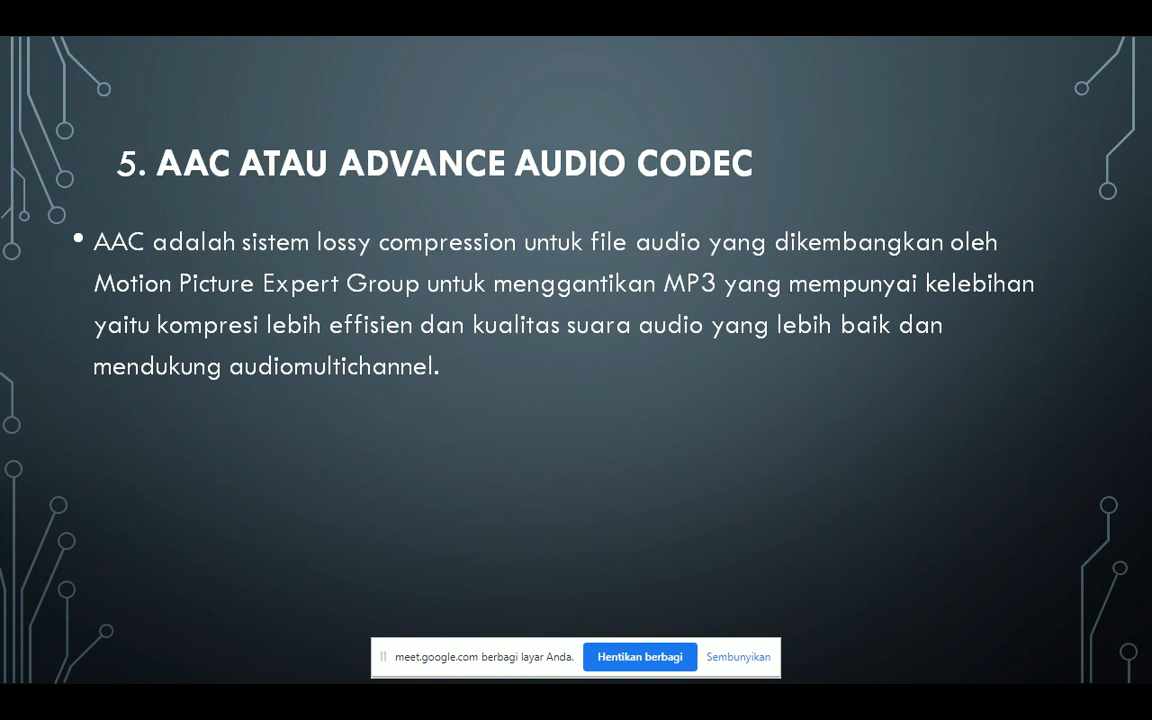 5. AAC ATAU ADVANCE AUDIO CODEC
• AAC adalah sistem lossy compression untuk file audio yang dikembangkan oleh
Motion Picture Expert Group untuk menggantikan MP3 yang mempunyai kelebihan
yaitu kompresi lebih effisien dan kualitas suara audio yang lebih baik dan
mendukung audiomultichannel.
meet.google.com berbagi layar Anda. Hentikan berbagi Sembunyikan